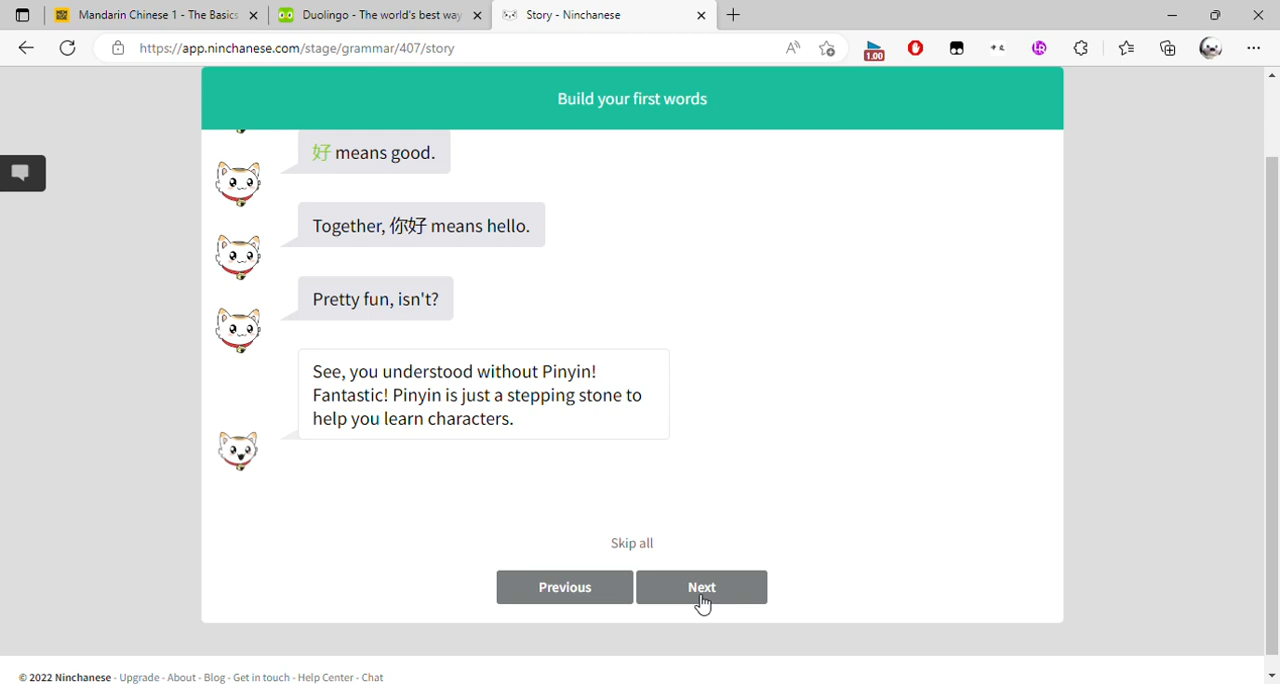 Mandarin Chinese 1 - The Basics
Duolingo - The world's best way
Story - Ninchanese
https://app.ninchanese.com/stage/grammar/407/story
1.00
Build your first words
好 means good.
Together, 你好 means hello.
Pretty fun, isn't?
See, you understood without Pinyin!
Fantastic! Pinyin is just a stepping stone to
help you learn characters.
Skip all
Previous Next
© 2022 Ninchanese - Upgrade - About - Blog - Get in touch - Help Center - Chat